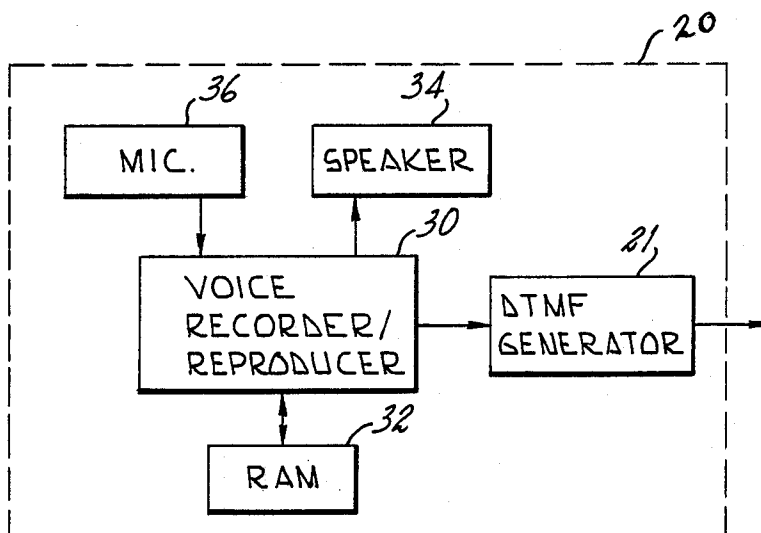 20
36
34
MIC.
SPEAKER
30
21
VOICE
RECORDER/
REPRODUCER
DTMF
GENERATOR
32
RAM